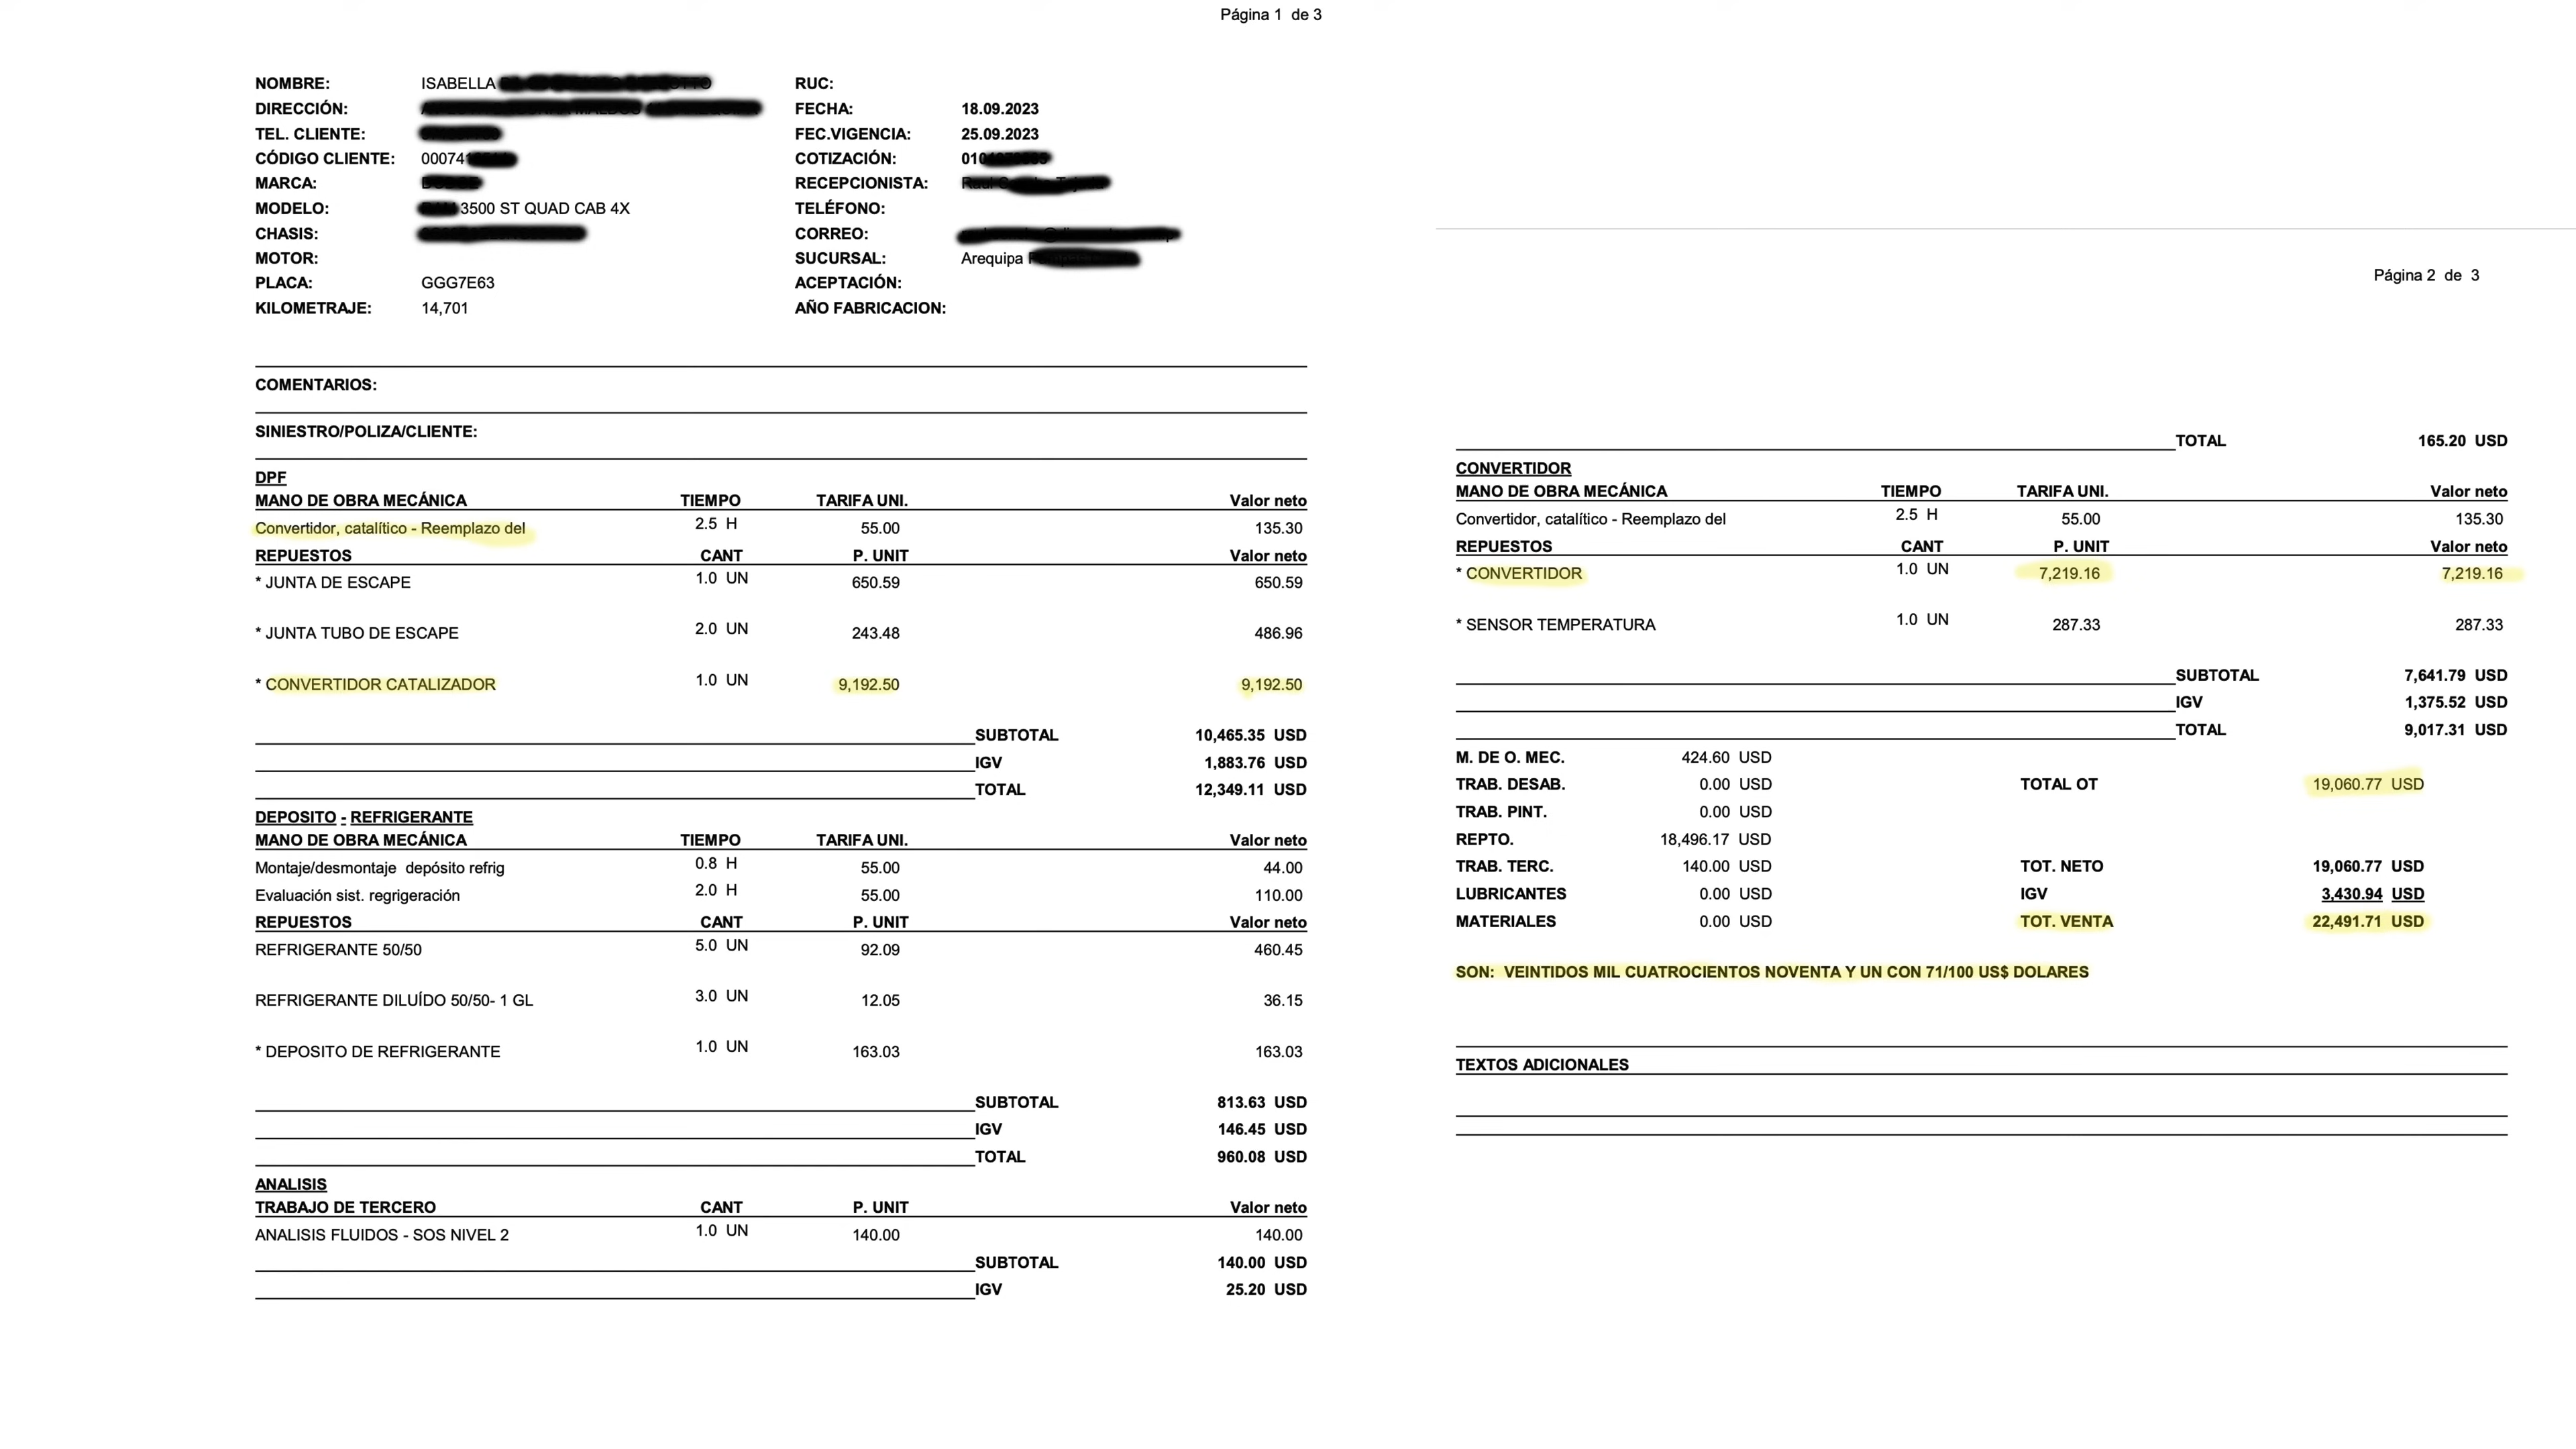 Página 1 de 3
NOMBRE: ISABELLA
RUC:
DIRECCIÓN:
FECHA: 18.09.2023
TEL. CLIENTE:
FEC.VIGENCIA: 25.09.2023
CÓDIGO CLIENTE: 00074
COTIZACIÓN: 010
MARCA:
RECEPCIONISTA:
MODELO: 3500 ST QUAD CAB 4X
TELÉFONO:
CHASIS:
CORREO:
MOTOR:
SUCURSAL: Arequipa
PLACA: GGG7E63
ACEPTACIÓN:
KILOMETRAJE: 14,701
AÑO FABRICACION:
COMENTARIOS:
SINIESTRO/POLIZA/CLIENTE:
DPF
MANO DE OBRA MECÁNICA TIEMPO TARIFA UNI. Valor neto
Convertidor, catalítico - Reemplazo del 2.5 H 55.00 135.30
REPUESTOS CANT P. UNIT Valor neto
* JUNTA DE ESCAPE 1.0 UN 650.59 650.59
* JUNTA TUBO DE ESCAPE 2.0 UN 243.48 486.96
* CONVERTIDOR CATALIZADOR 1.0 UN 9,192.50 9,192.50
SUBTOTAL 10,465.35 USD
IGV 1,883.76 USD
TOTAL 12,349.11 USD
DEPOSITO - REFRIGERANTE
MANO DE OBRA MECÁNICA TIEMPO TARIFA UNI. Valor neto
Montaje/desmontaje depósito refrig 0.8 H 55.00 44.00
Evaluación sist. regrigeración 2.0 H 55.00 110.00
REPUESTOS CANT P. UNIT Valor neto
REFRIGERANTE 50/50 5.0 UN 92.09 460.45
REFRIGERANTE DILUÍDO 50/50- 1 GL 3.0 UN 12.05 36.15
* DEPOSITO DE REFRIGERANTE 1.0 UN 163.03 163.03
SUBTOTAL 813.63 USD
IGV 146.45 USD
TOTAL 960.08 USD
ANALISIS
TRABAJO DE TERCERO CANT P. UNIT Valor neto
ANALISIS FLUIDOS - SOS NIVEL 2 1.0 UN 140.00 140.00
SUBTOTAL 140.00 USD
IGV 25.20 USD
Página 2 de 3
TOTAL 165.20 USD
CONVERTIDOR
MANO DE OBRA MECÁNICA TIEMPO TARIFA UNI. Valor neto
Convertidor, catalítico - Reemplazo del 2.5 H 55.00 135.30
REPUESTOS CANT P. UNIT Valor neto
* CONVERTIDOR 1.0 UN 7,219.16 7,219.16
* SENSOR TEMPERATURA 1.0 UN 287.33 287.33
SUBTOTAL 7,641.79 USD
IGV 1,375.52 USD
TOTAL 9,017.31 USD
M. DE O. MEC. 424.60 USD
TRAB. DESAB. 0.00 USD TOTAL OT 19,060.77 USD
TRAB. PINT. 0.00 USD
REPTO. 18,496.17 USD
TRAB. TERC. 140.00 USD TOT. NETO 19,060.77 USD
LUBRICANTES 0.00 USD IGV 3,430.94 USD
MATERIALES 0.00 USD TOT. VENTA 22,491.71 USD
SON: VEINTIDOS MIL CUATROCIENTOS NOVENTA Y UN CON 71/100 US$ DOLARES
TEXTOS ADICIONALES